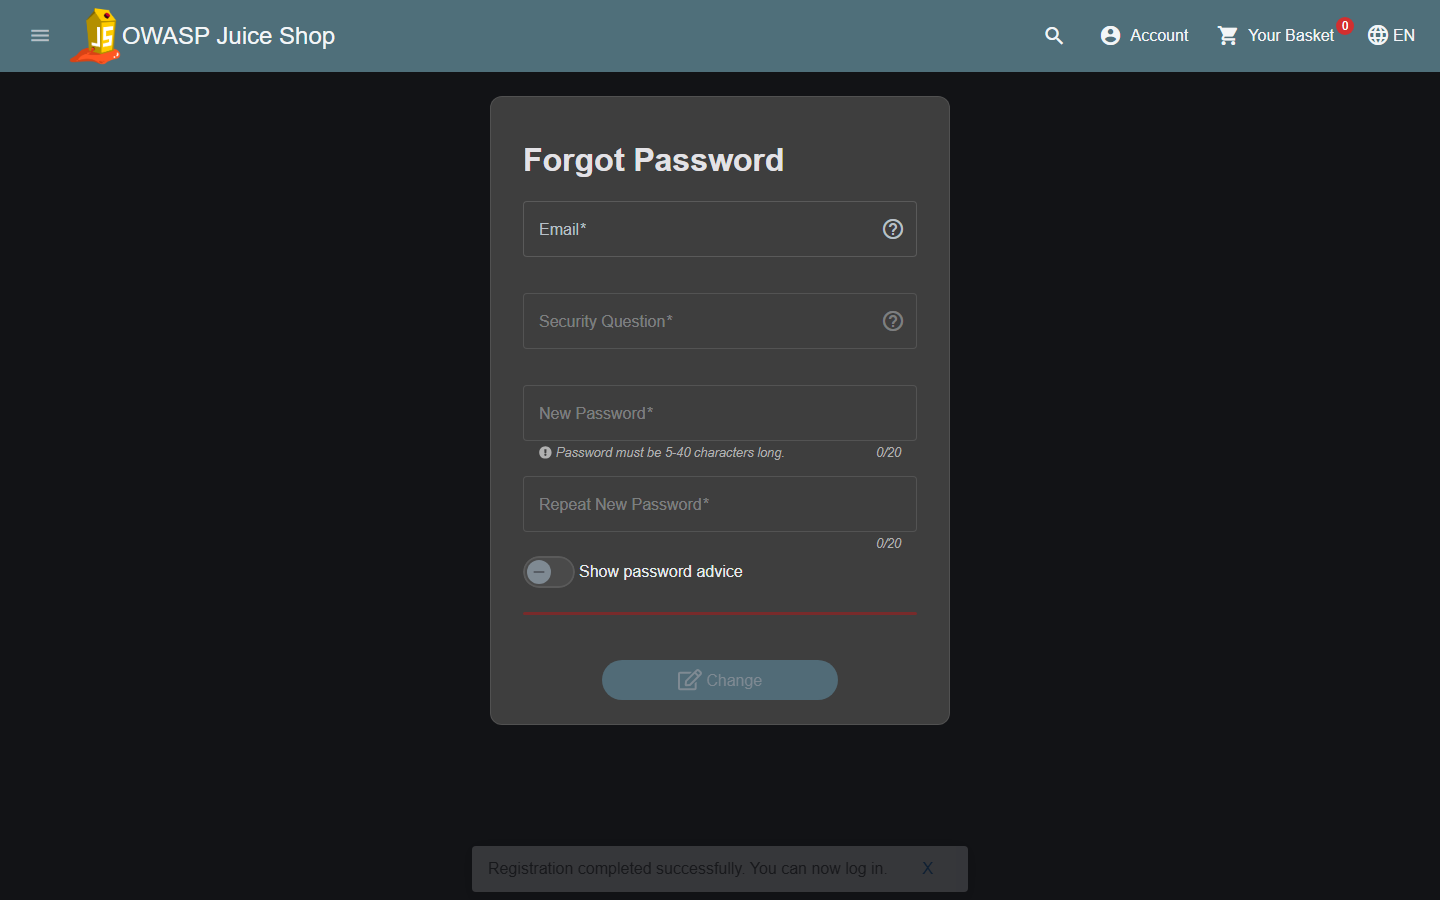 OWASP Juice Shop
Account
Your Basket
0
EN
Forgot Password
Email*
Security Question*
New Password*
Password must be 5-40 characters long.
0/20
Repeat New Password*
0/20
Show password advice
Change
Registration completed successfully. You can now log in.
X